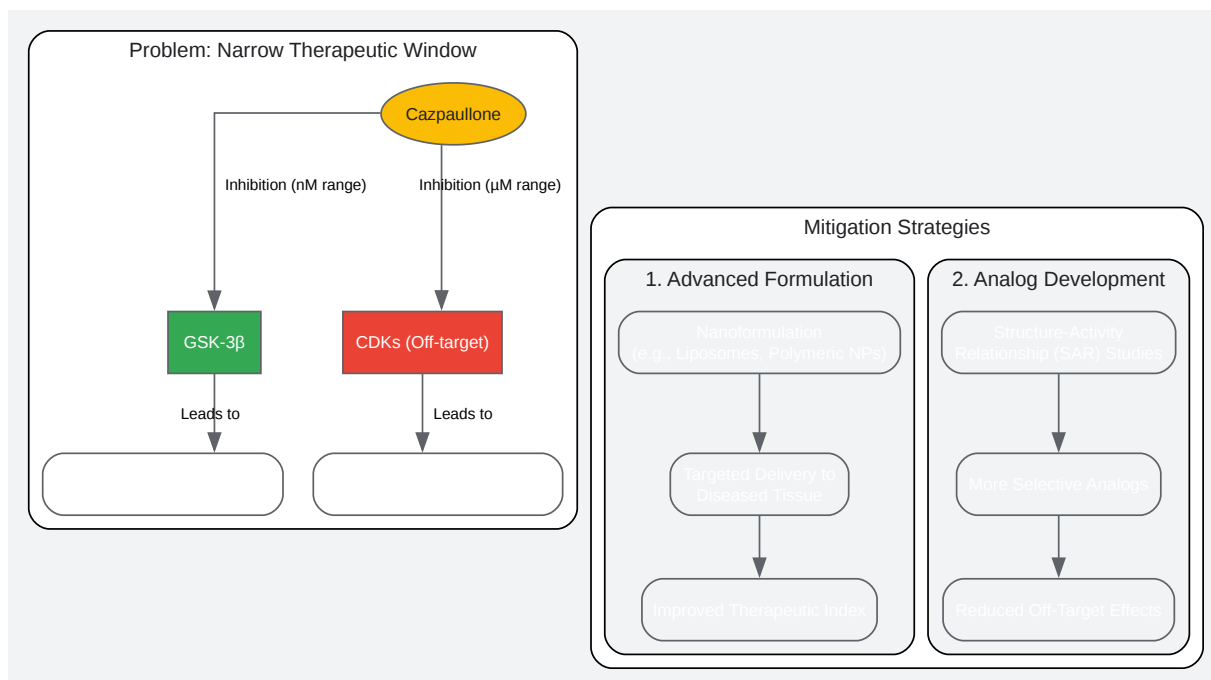 Problem: Narrow Therapeutic Window
Cazpaullone
Inhibition (nM range)
Inhibition (µM range)
GSK-3β
CDKs (Off-target)
Leads to
Leads to
Mitigation Strategies
1. Advanced Formulation
Nanoformulation
(e.g., Liposomes, Polymeric NPs)
Targeted Delivery to
Diseased Tissue
Improved Therapeutic Index
2. Analog Development
Structure-Activity
Relationship (SAR) Studies
More Selective Analogs
Reduced Off-Target Effects